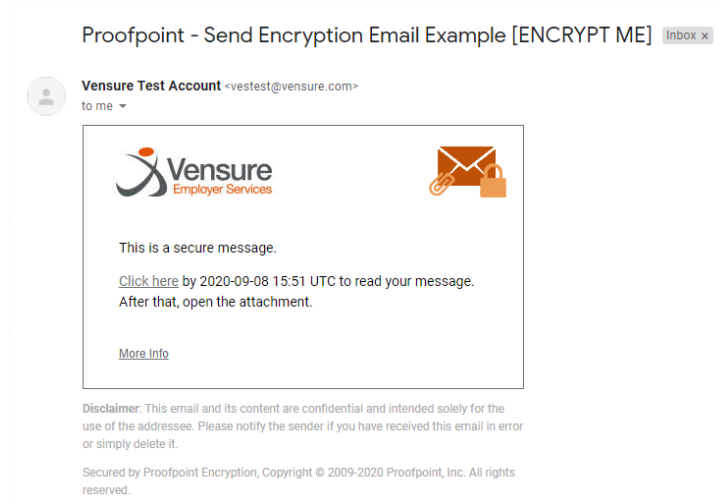 Proofpoint - Send Encryption Email Example [ENCRYPT ME] Inbox x
Vensure Test Account <vestest@vensure.com>
to me
Vensure
Employer Services
This is a secure message.
Click here by 2020-09-08 15:51 UTC to read your message.
After that, open the attachment.
More Info
Disclaimer: This email and its content are confidential and intended solely for the
use of the addressee. Please notify the sender if you have received this email in error
or simply delete it.
Secured by Proofpoint Encryption, Copyright © 2009-2020 Proofpoint, Inc. All rights
reserved.